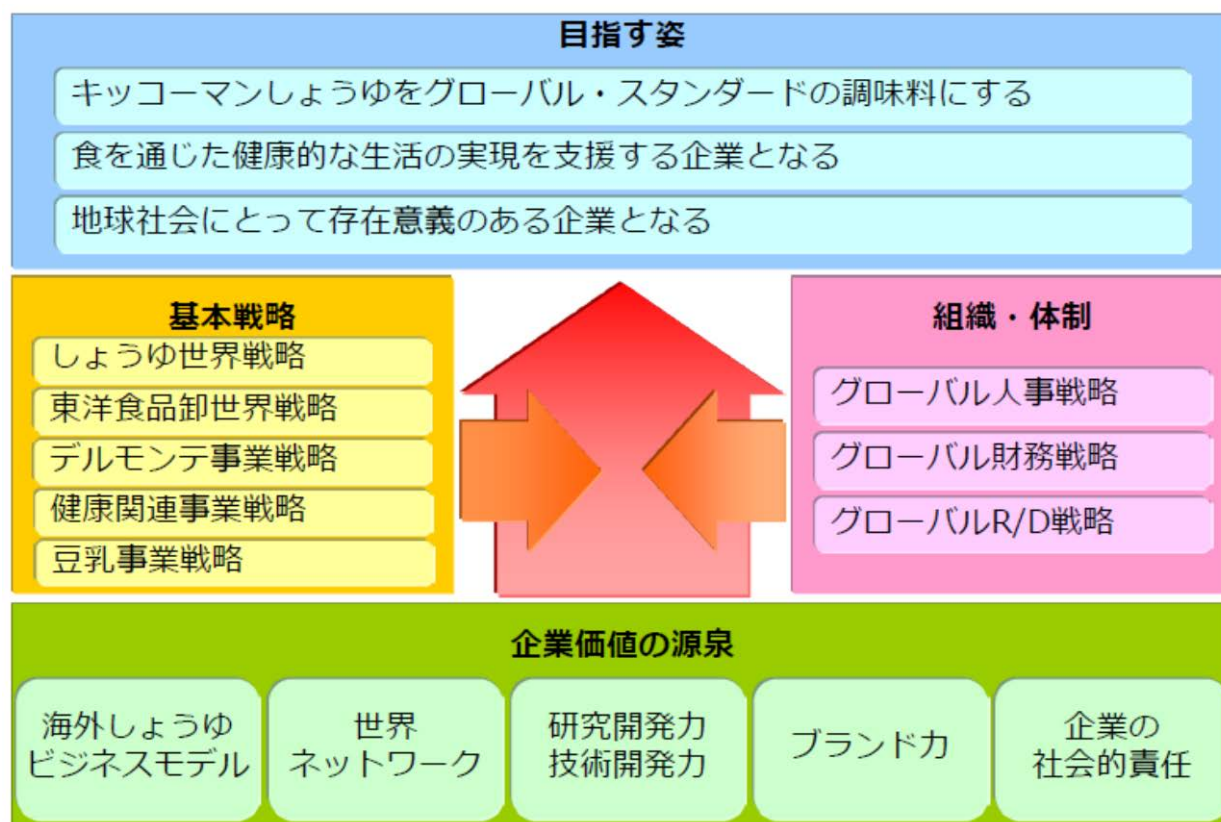 目指す姿
キッコーマンしょうゆをグローバル・スタンダードの調味料にする
食を通じた健康的な生活の実現を支援する企業となる
地球社会にとって存在意義のある企業となる
基本戦略
しょうゆ世界戦略
東洋食品卸世界戦略
デルモンテ事業戦略
健康関連事業戦略
豆乳事業戦略
組織・体制
グローバル人事戦略
グローバル財務戦略
グローバルR/D戦略
企業価値の源泉
海外しょうゆ
ビジネスモデル
世界
ネットワーク
研究開発力
技術開発力
ブランド力
企業の
社会的責任